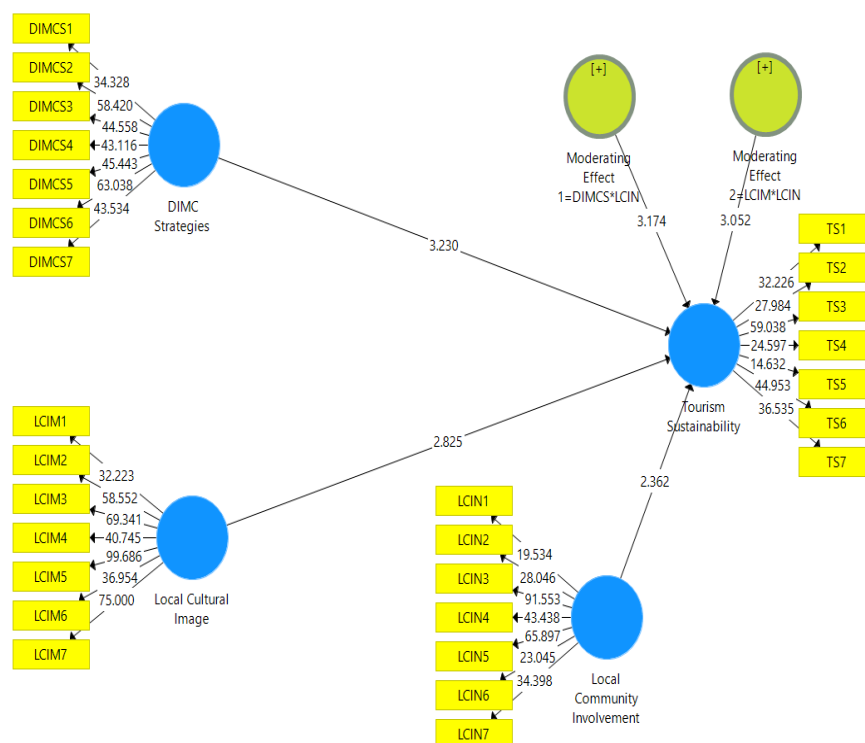 DIMCS1
DIMCS2
DIMCS3
DIMCS4
DIMCS5
DIMCS6
DIMCS7
34.328
58.420
44.558
43.116
45.443
63.038
43.534
DIMC
Strategies
[+]
Moderating
Effect
1=DIMCS*LCIN
[+]
Moderating
Effect
2=LCIM*LCIN
3.174
3.052
3.230
2.825
2.362
TS1
TS2
TS3
TS4
TS5
TS6
TS7
32.226
27.984
59.038
24.597
14.632
44.953
36.535
Tourism
Sustainability
LCIM1
LCIM2
LCIM3
LCIM4
LCIM5
LCIM6
LCIM7
32.223
58.552
69.341
40.745
99.686
36.954
75.000
Local Cultural
Image
LCIN1
LCIN2
LCIN3
LCIN4
LCIN5
LCIN6
LCIN7
19.534
28.046
91.553
43.438
65.897
23.045
34.398
Local
Community
Involvement